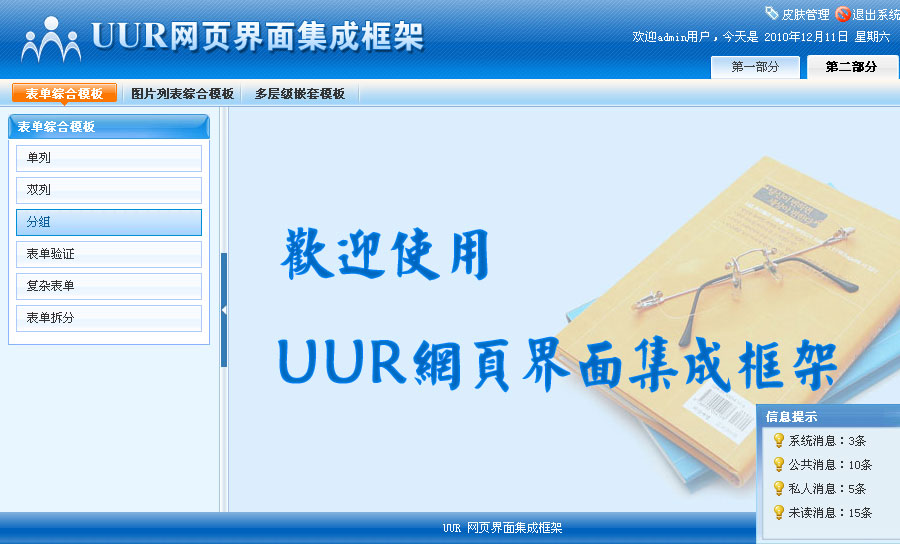 UUR网页界面集成框架
皮肤管理 退出系统
欢迎admin用户，今天是 2010年12月11日 星期六
第一部分 第二部分
表单综合模板 图片列表综合模板 多层级嵌套模板
表单综合模板
单列
双列
分组
表单验证
复杂表单
表单拆分
歡迎使用
UUR網頁界面集成框架
信息提示
系统消息：3条
公共消息：10条
私人消息：5条
未读消息：15条
UUR 网页界面集成框架